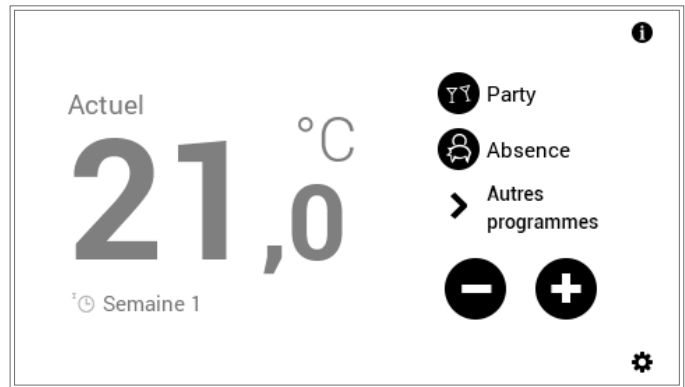 Actuel
21,0
°C
Semaine 1
Party
Absence
Autres
programmes